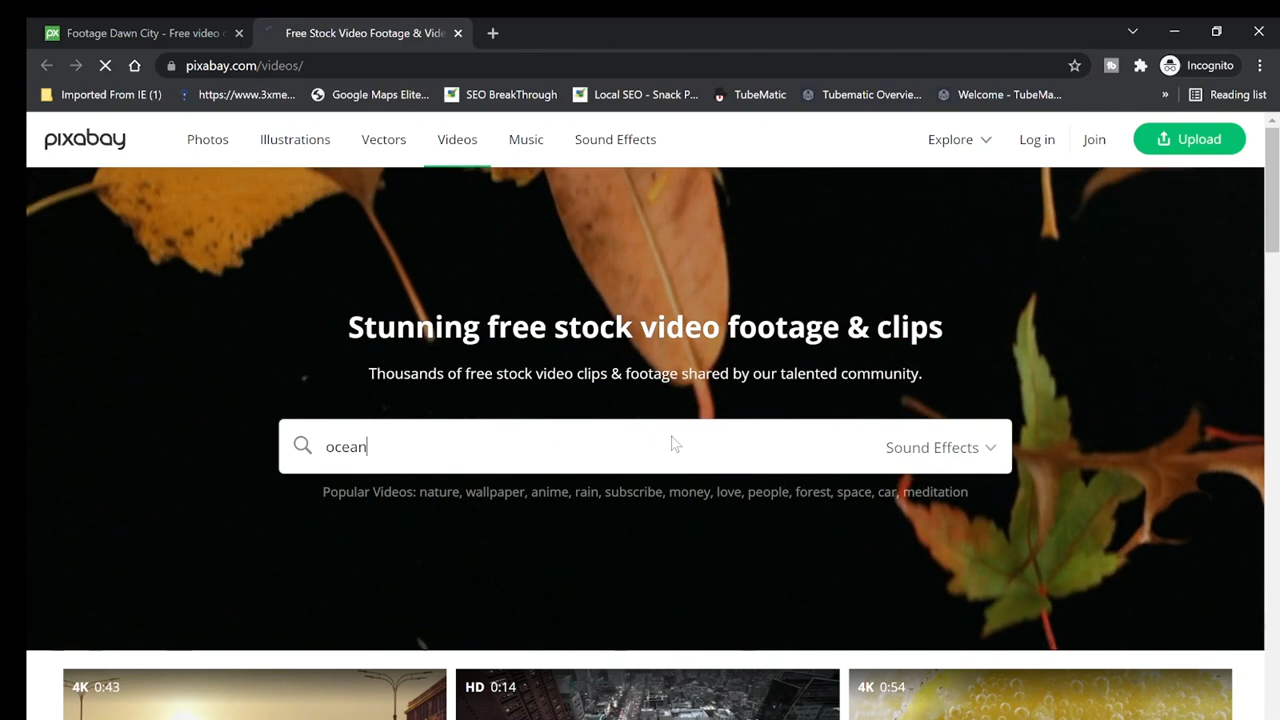 Footage Dawn City - Free video c
Free Stock Video Footage & Vide
pixabay.com/videos/
Incognito
Imported From IE (1)
https://www.3xme...
Google Maps Elite...
SEO BreakThrough
Local SEO - Snack P...
TubeMatic
Tubematic Overvie...
Welcome - TubeMa...
»
Reading list
pixabay
Photos
Illustrations
Vectors
Videos
Music
Sound Effects
Explore
Log in
Join
Upload
Stunning free stock video footage & clips
Thousands of free stock video clips & footage shared by our talented community.
ocean
Sound Effects
Popular Videos: nature, wallpaper, anime, rain, subscribe, money, love, people, forest, space, car, meditation
4K 0:43
HD 0:14
4K 0:54